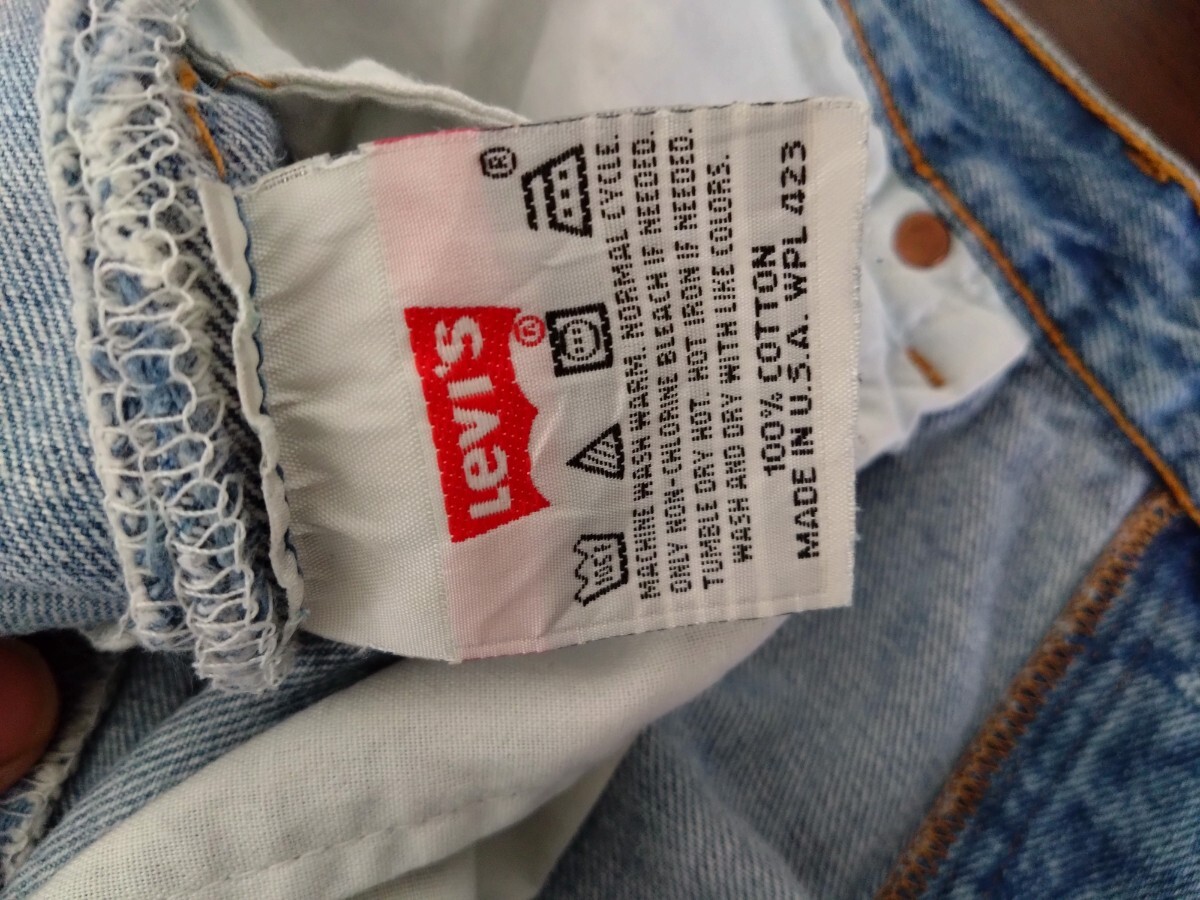 Levi's®
®
MACHINE WASH WARM. NORMAL CYCLE.
ONLY NON-CHLORINE BLEACH IF NEEDED.
TUMBLE DRY HOT. HOT IRON IF NEEDED.
WASH AND DRY WITH LIKE COLORS.
100% COTTON
MADE IN U.S.A. WPL 423